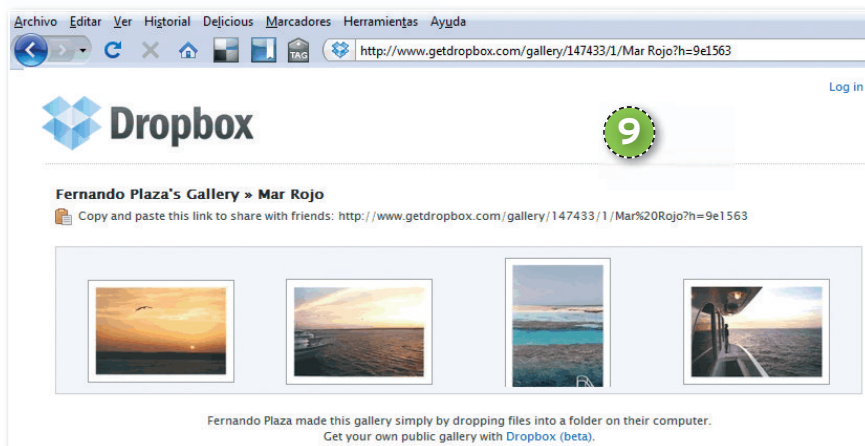 Archivo Editar Ver Historial Delicious Marcadores Herramientas Ayuda
TAG
http://www.getdropbox.com/gallery/147433/1/Mar Rojo?h=9e1563
Log in
Dropbox
9
Fernando Plaza's Gallery » Mar Rojo
Copy and paste this link to share with friends: http://www.getdropbox.com/gallery/147433/1/Mar%20Rojo?h=9e1563
Fernando Plaza made this gallery simply by dropping files into a folder on their computer.
Get your own public gallery with Dropbox (beta).